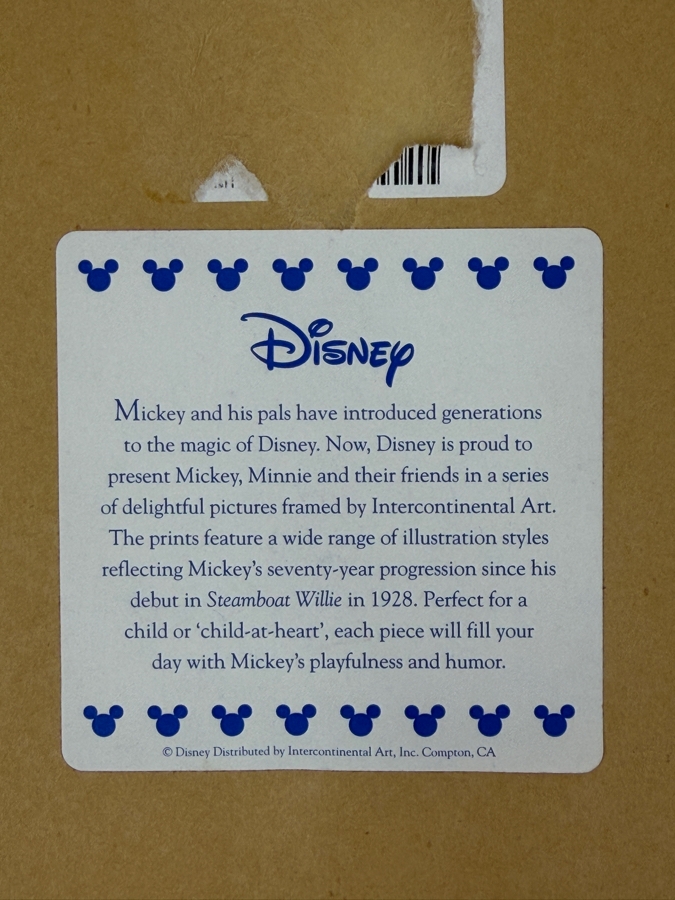 Disney
Mickey and his pals have introduced generations
to the magic of Disney. Now, Disney is proud to
present Mickey, Minnie and their friends in a series
of delightful pictures framed by Intercontinental Art.
The prints feature a wide range of illustration styles
reflecting Mickey's seventy-year progression since his
debut in Steamboat Willie in 1928. Perfect for a
child or ‘child-at-heart’, each piece will fill your
day with Mickey's playfulness and humor.
© Disney Distributed by Intercontinental Art, Inc. Compton, CA